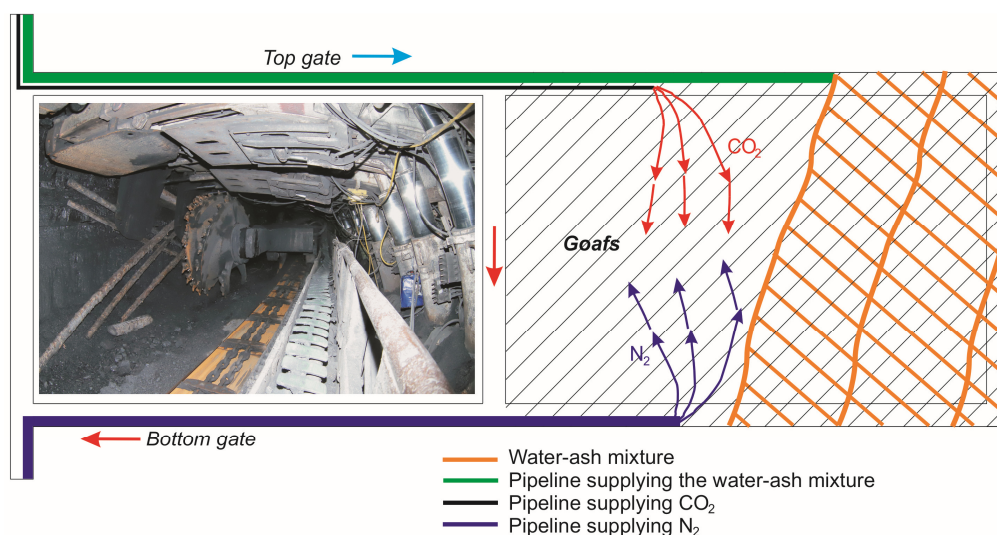 Top gate
CO₂
Gøafs
N₂
Bottom gate
Water-ash mixture
Pipeline supplying the water-ash mixture
Pipeline supplying CO₂
Pipeline supplying N₂